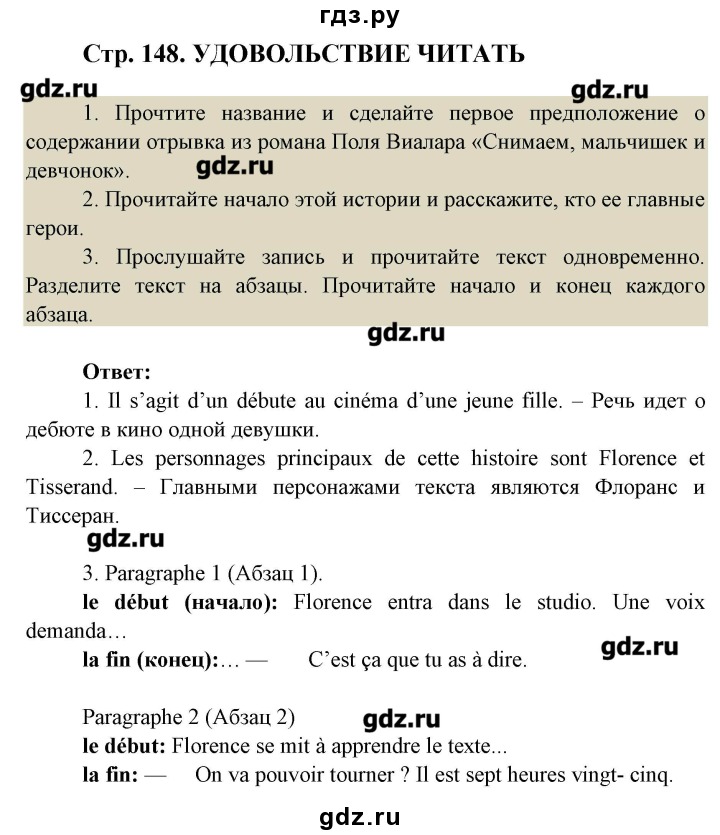 гдз.ру
Стр. 148. УДОВОЛЬСТВИЕ ЧИТАТЬ
gdz.ru gdz.ru
1. Прочтите название и сделайте первое предположение о
содержании отрывка из романа Поля Виалара «Снимаем, мальчишек и
девчонок».
gdz.ru
2. Прочитайте начало этой истории и расскажите, кто ее главные
герои.
3. Прослушайте запись и прочитайте текст одновременно.
Разделите текст на абзацы. Прочитайте начало и конец каждого
абзаца.
gdz.ru
Ответ:
1. Il s’agit d’un débute au cinéma d’une jeune fille. – Речь идет о
дебюте в кино одной девушки.
2. Les personnages principaux de cette histoire sont Florence et
Tisserand. – Главными персонажами текста являются Флоранс и
Тиссеран.
gdz.ru
3. Paragraphe 1 (Абзац 1).
le début (начало): Florence entra dans le studio. Une voix
demanda…
gdz.ru
la fin (конец):… — C’est ça que tu as à dire.
Paragraphe 2 (Абзац 2)
gdz.ru
le début: Florence se mit à apprendre le texte...
la fin: — On va pouvoir tourner ? Il est sept heures vingt- cinq.
gdz.ru